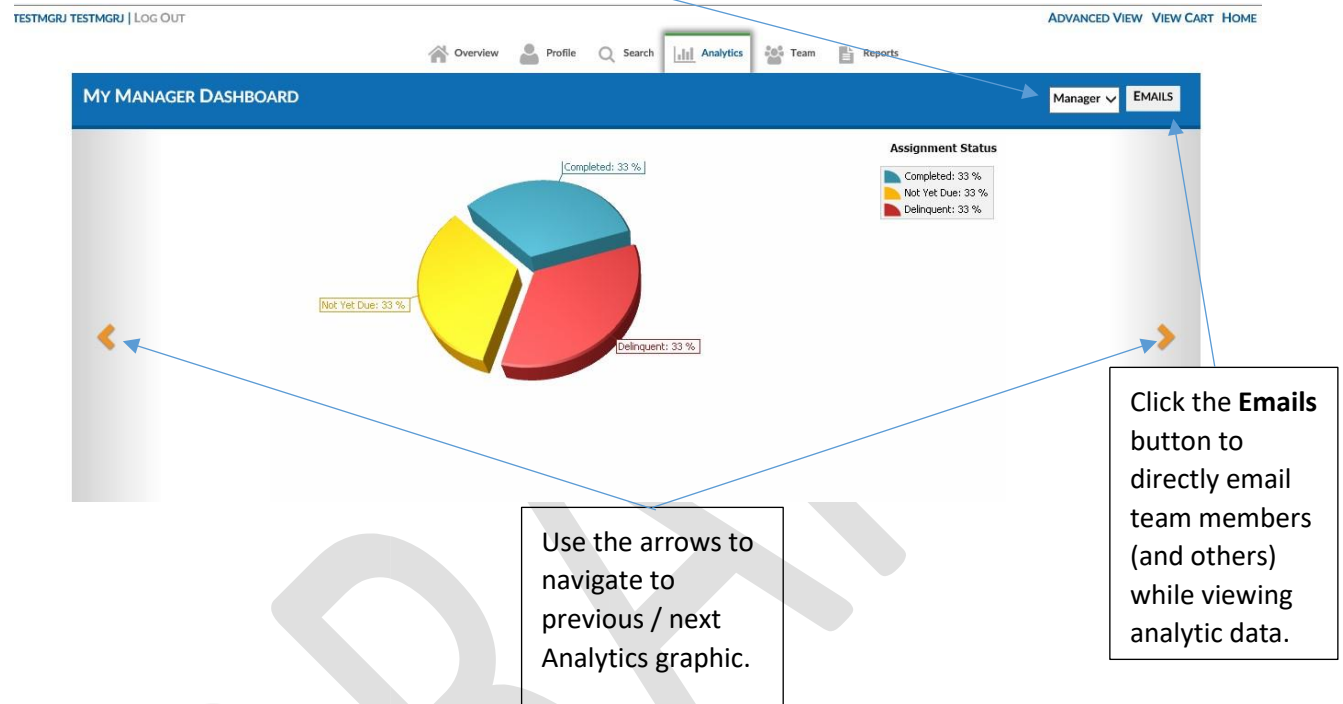 TESTMGRJ TESTMGRJ | LOG OUT
ADVANCED VIEW VIEW CART HOME
Overview Profile Search Analytics Team Reports
MY MANAGER DASHBOARD
Manager EMAILS
Assignment Status
Completed: 33 %
Completed: 33 %
Not Yet Due: 33 %
Delinquent: 33 %
Not Yet Due: 33 %
Delinquent: 33 %
Click the Emails
button to
directly email
team members
(and others)
while viewing
analytic data.
Use the arrows to
navigate to
previous / next
Analytics graphic.